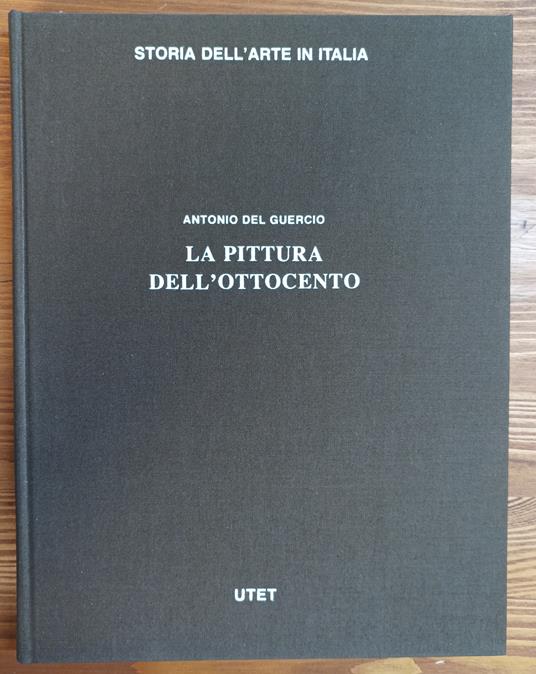 STORIA DELL'ARTE IN ITALIA
ANTONIO DEL GUERCIO
LA PITTURA
DELL'OTTOCENTO
UTET